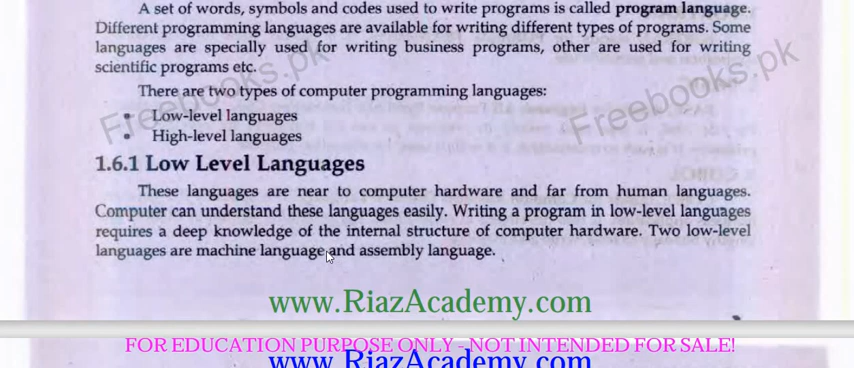 A set of words, symbols and codes used to write programs is called program language.
Different programming languages are available for writing different types of programs. Some
languages are specially used for writing business programs, other are used for writing
scientific programs etc.
There are two types of computer programming languages:
• Low-level languages
• High-level languages
Freebooks.pk
Freebooks.pk
1.6.1 Low Level Languages
These languages are near to computer hardware and far from human languages.
Computer can understand these languages easily. Writing a program in low-level languages
requires a deep knowledge of the internal structure of computer hardware. Two low-level
languages are machine language and assembly language.
www.RiazAcademy.com
FOR EDUCATION PURPOSE ONLY - NOT INTENDED FOR SALE!
www.RiazAcademy.com